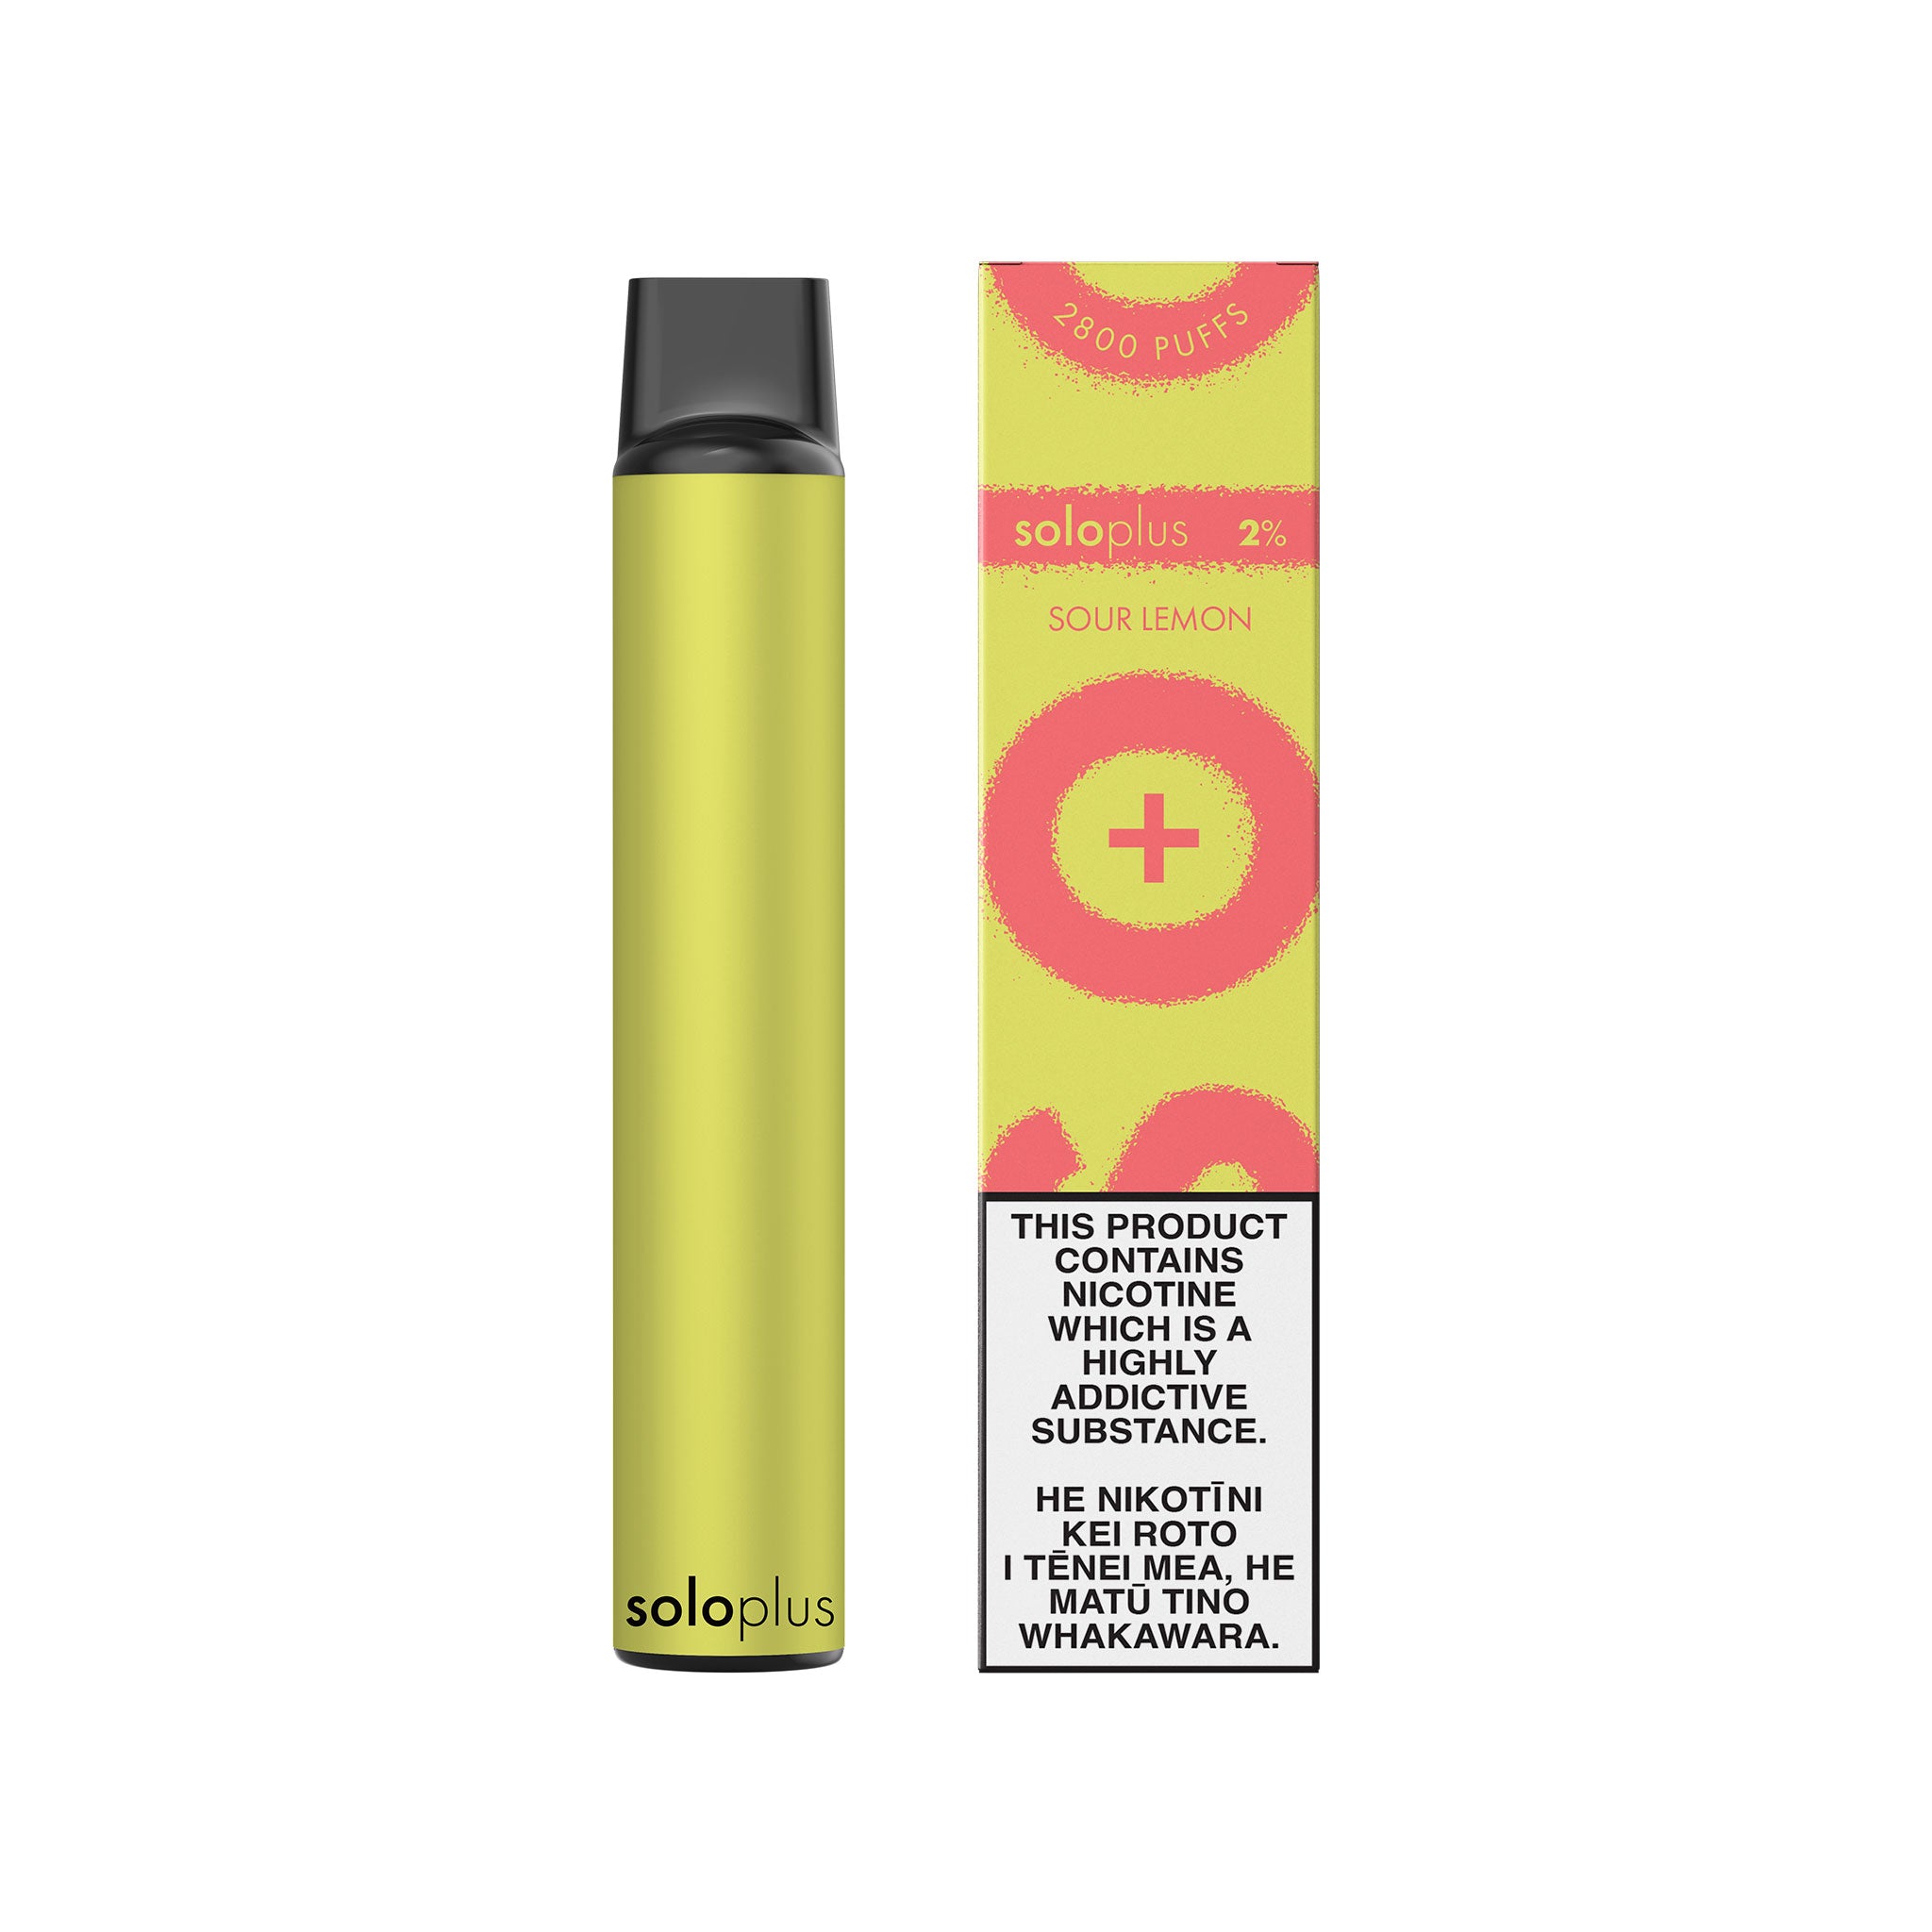 soloplus
2800 PUFFS
soloplus 2%
SOUR LEMON
+
THIS PRODUCT
CONTAINS
NICOTINE
WHICH IS A
HIGHLY
ADDICTIVE
SUBSTANCE.
HE NIKOTĪNI
KEI ROTO
I TĒNEI MEA, HE
MATŪ TINO
WHAKAWARA.